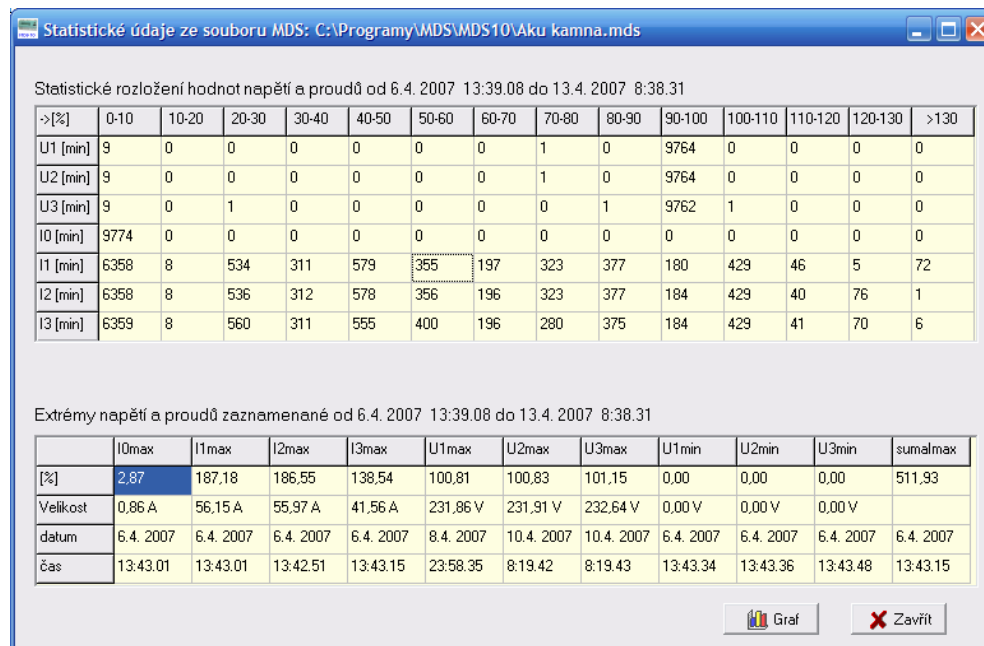 Statistické údaje ze souboru MDS: C:\Programy\MDS\MDS10\Aku kamna.mds
Statistické rozložení hodnot napětí a proudů od 6.4. 2007 13:39.08 do 13.4. 2007 8:38.31
->[%] 0-10 10-20 20-30 30-40 40-50 50-60 60-70 70-80 80-90 90-100 100-110 110-120 120-130 >130
U1 [min] 9 0 0 0 0 0 0 1 0 9764 0 0 0 0
U2 [min] 9 0 0 0 0 0 0 1 0 9764 0 0 0 0
U3 [min] 9 0 1 0 0 0 0 0 1 9762 1 0 0 0
I0 [min] 9774 0 0 0 0 0 0 0 0 0 0 0 0 0
I1 [min] 6358 8 534 311 579 355 197 323 377 180 429 46 5 72
I2 [min] 6358 8 536 312 578 356 196 323 377 184 429 40 76 1
I3 [min] 6359 8 560 311 555 400 196 280 375 184 429 41 70 6
Extrémy napětí a proudů zaznamenané od 6.4. 2007 13:39.08 do 13.4. 2007 8:38.31
I0max I1max I2max I3max U1max U2max U3max U1min U2min U3min sumaImax
[%] 2,87 187,18 186,55 138,54 100,81 100,83 101,15 0,00 0,00 0,00 511,93
Velikost 0,86 A 56,15 A 55,97 A 41,56 A 231,86 V 231,91 V 232,64 V 0,00 V 0,00 V 0,00 V
datum 6.4. 2007 6.4. 2007 6.4. 2007 6.4. 2007 8.4. 2007 10.4. 2007 10.4. 2007 6.4. 2007 6.4. 2007 6.4. 2007 6.4. 2007
čas 13:43.01 13:43.01 13:42.51 13:43.15 23:58.35 8:19.42 8:19.43 13:43.34 13:43.36 13:43.48 13:43.15
Graf Zavřít